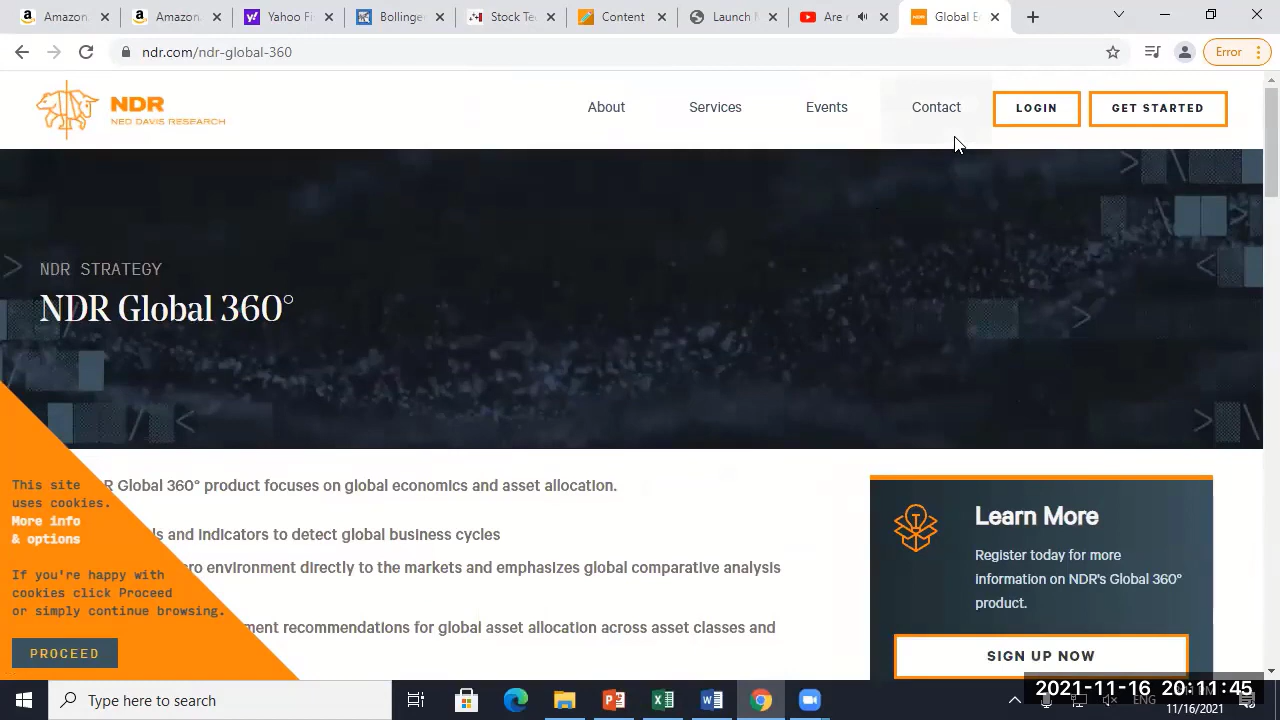 Amazon.
Amazon.
Yahoo Fi
Bollinge
Stock Te
Content
Launch M
Are
Global E
ndr.com/ndr-global-360
Error
NDR
NED DAVIS RESEARCH
About
Services
Events
Contact
LOGIN
GET STARTED
NDR STRATEGY
NDR Global 360°
R Global 360° product focuses on global economics and asset allocation.
ls and indicators to detect global business cycles
ro environment directly to the markets and emphasizes global comparative analysis
ment recommendations for global asset allocation across asset classes and
This site
uses cookies.
More info
& options
If you're happy with
cookies click Proceed
or simply continue browsing.
PROCEED
Learn More
Register today for more
information on NDR's Global 360°
product.
SIGN UP NOW
Type here to search
2021-11-16 20:11:45
ENG
11/16/2021